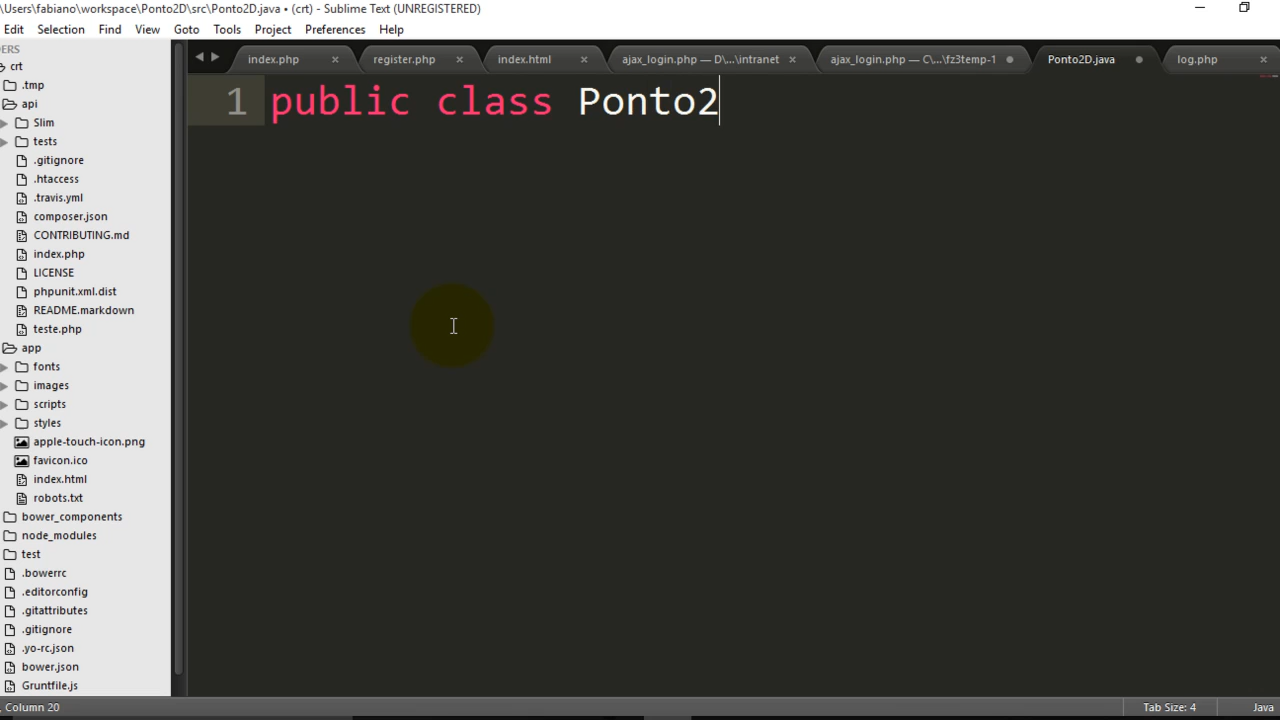 \Users\fabiano\workspace\Ponto2D\src\Ponto2D.java • (crt) - Sublime Text (UNREGISTERED)
Edit Selection Find View Goto Tools Project Preferences Help
DERS
crt
.tmp
api
Slim
tests
.gitignore
.htaccess
.travis.yml
composer.json
CONTRIBUTING.md
index.php
LICENSE
phpunit.xml.dist
README.markdown
teste.php
app
fonts
images
scripts
styles
apple-touch-icon.png
favicon.ico
index.html
robots.txt
bower_components
node_modules
test
.bowerrc
.editorconfig
.gitattributes
.gitignore
.yo-rc.json
bower.json
Gruntfile.js
index.php register.php index.html ajax_login.php — D\...\intranet ajax_login.php — C\...\fz3temp-1 Ponto2D.java log.php
1 public class Ponto2
, Column 20 Tab Size: 4 Java